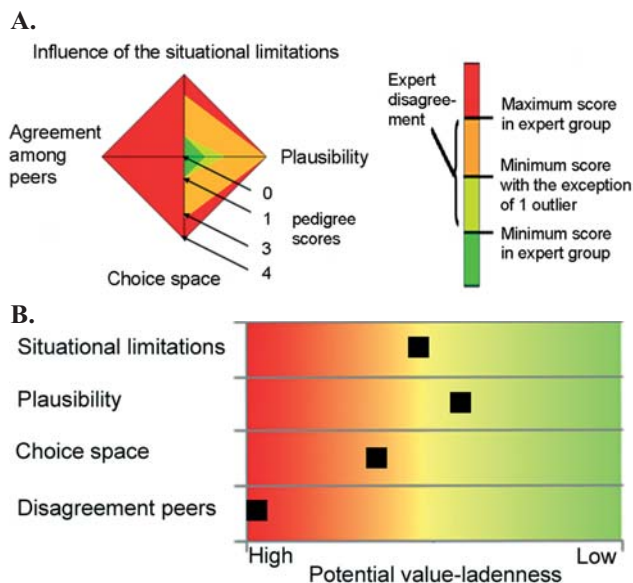 A.
Influence of the situational limitations
Agreement
among
peers
Plausibility
0
1
3
4
pedigree
scores
Choice space
Expert
disagree-
ment
Maximum score
in expert group
Minimum score
with the exception
of 1 outlier
Minimum score
in expert group
B.
Situational limitations
Plausibility
Choice space
Disagreement peers
High
Low
Potential value-ladenness